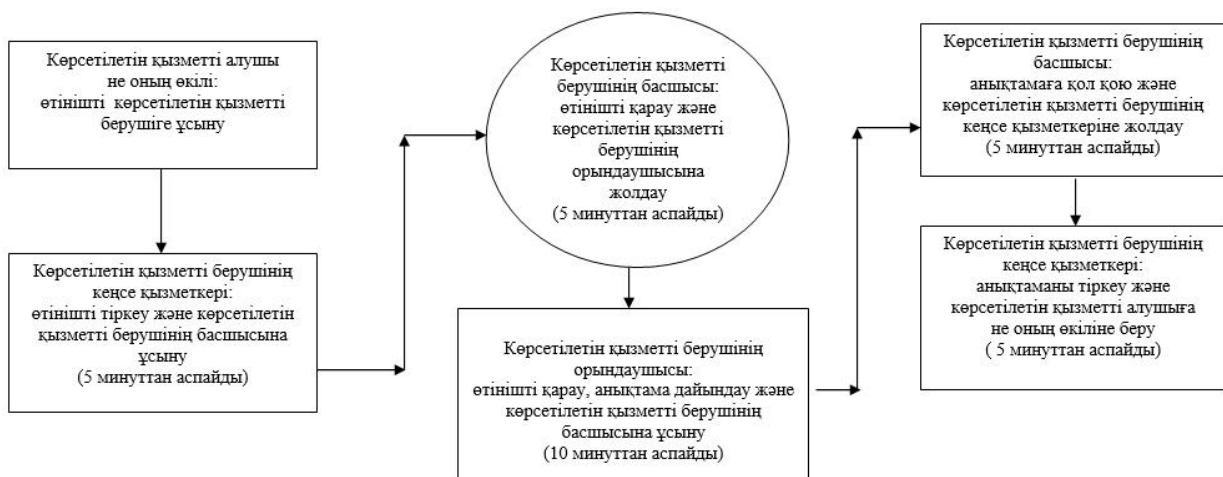 Көрсетілетін қызметті алушы
не оның өкілі:
өтінішті көрсетілетін қызметті
берушіге ұсыну
Көрсетілетін қызметті берушінің
кеңсе қызметкері:
өтінішті тіркеу және көрсетілетін
қызметті берушінің басшысына
ұсыну
(5 минуттан аспайды)
Көрсетілетін қызметті
берушінің басшысы:
өтінішті қарау және
көрсетілетін қызметті
берушінің
орындаушысына
жолдау
(5 минуттан аспайды)
Көрсетілетін қызметті берушінің
орындаушысы:
өтінішті қарау, анықтама дайындау және
көрсетілетін қызметті берушінің
басшысына ұсыну
(10 минуттан аспайды)
Көрсетілетін қызметті берушінің
басшысы:
анықтамаға қол қою және
көрсетілетін қызметті берушінің
кеңсе қызметкеріне жолдау
(5 минуттан аспайды)
Көрсетілетін қызметті берушінің
кеңсе қызметкері:
анықтаманы тіркеу және
көрсетілетін қызметті алушыға
не оның өкіліне беру
( 5 минуттан аспайды)